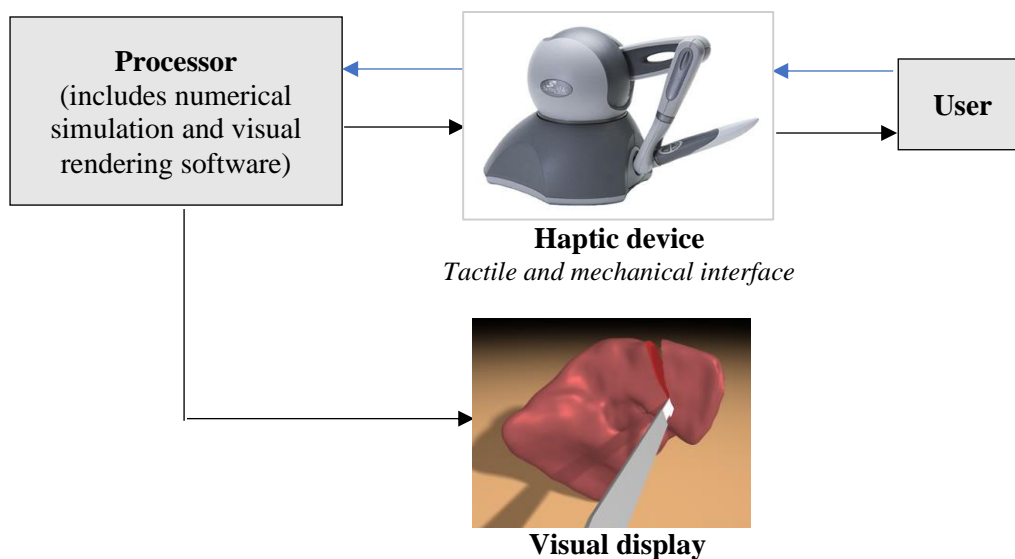 Processor
(includes numerical
simulation and visual
rendering software)
User
Haptic device
Tactile and mechanical interface
Visual display